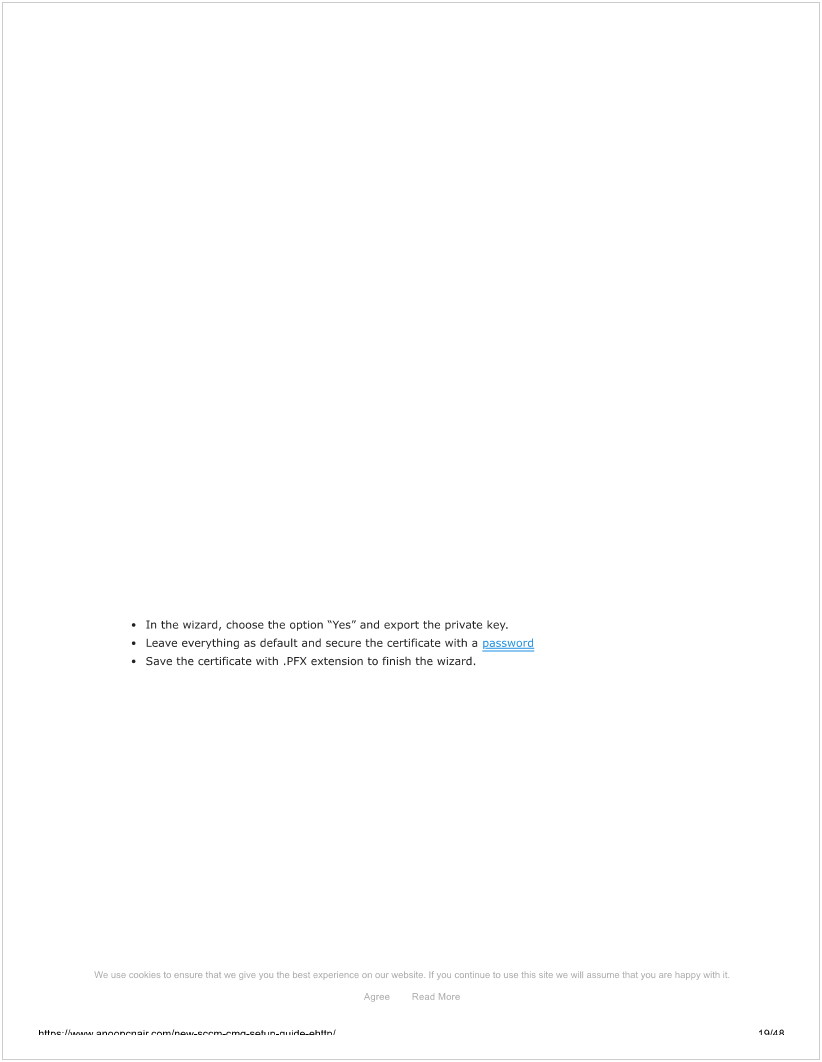 • In the wizard, choose the option “Yes” and export the private key.
• Leave everything as default and secure the certificate with a password
• Save the certificate with .PFX extension to finish the wizard.
We use cookies to ensure that we give you the best experience on our website. If you continue to use this site we will assume that you are happy with it.
Agree Read More
https://www.anoopcnair.com/new-sccm-cmg-setup-guide-ehttp/ 19/48